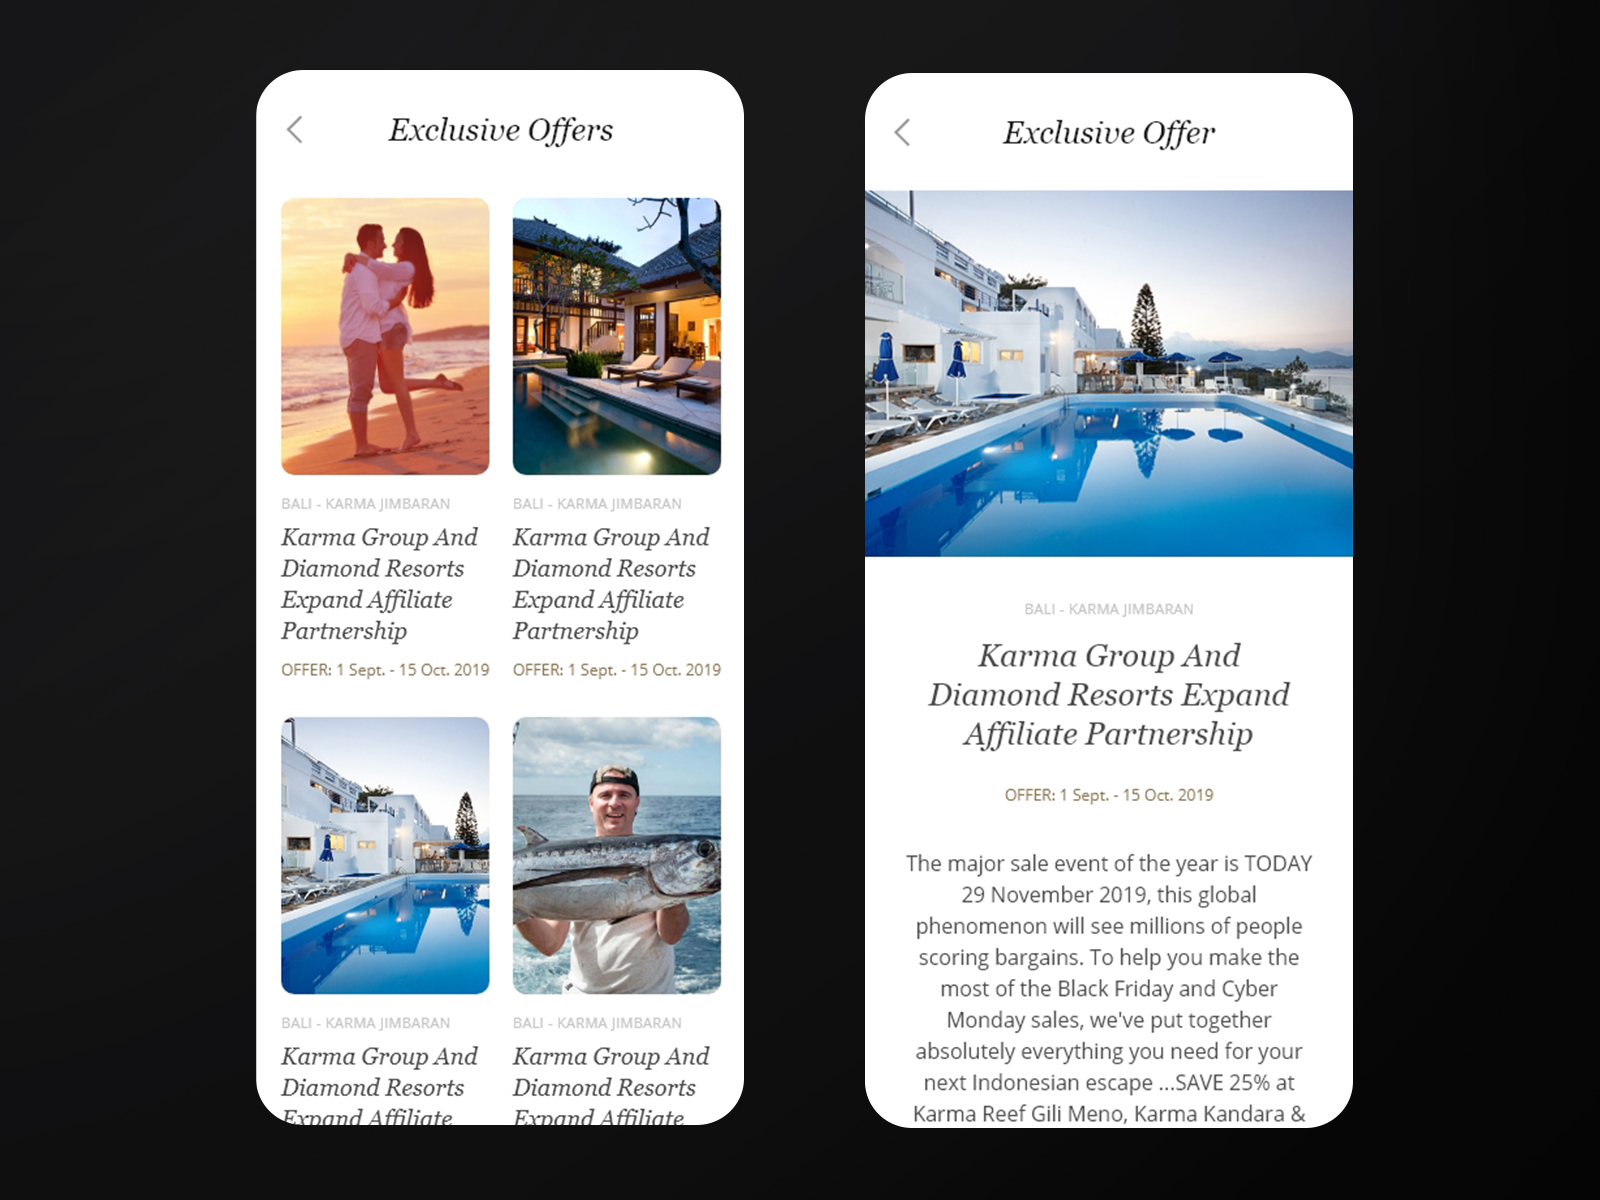 Exclusive Offers
BALI - KARMA JIMBARAN
Karma Group And
Diamond Resorts
Expand Affiliate
Partnership
OFFER: 1 Sept. - 15 Oct. 2019
BALI - KARMA JIMBARAN
Karma Group And
Diamond Resorts
Expand Affiliate
Partnership
OFFER: 1 Sept. - 15 Oct. 2019
BALI - KARMA JIMBARAN
Karma Group And
Diamond Resorts
Expand Affiliate
BALI - KARMA JIMBARAN
Karma Group And
Diamond Resorts
Expand Affiliate
Exclusive Offer
BALI - KARMA JIMBARAN
Karma Group And
Diamond Resorts Expand
Affiliate Partnership
OFFER: 1 Sept. - 15 Oct. 2019
The major sale event of the year is TODAY
29 November 2019, this global
phenomenon will see millions of people
scoring bargains. To help you make the
most of the Black Friday and Cyber
Monday sales, we've put together
absolutely everything you need for your
next Indonesian escape ...SAVE 25% at
Karma Reef Gili Meno, Karma Kandara &